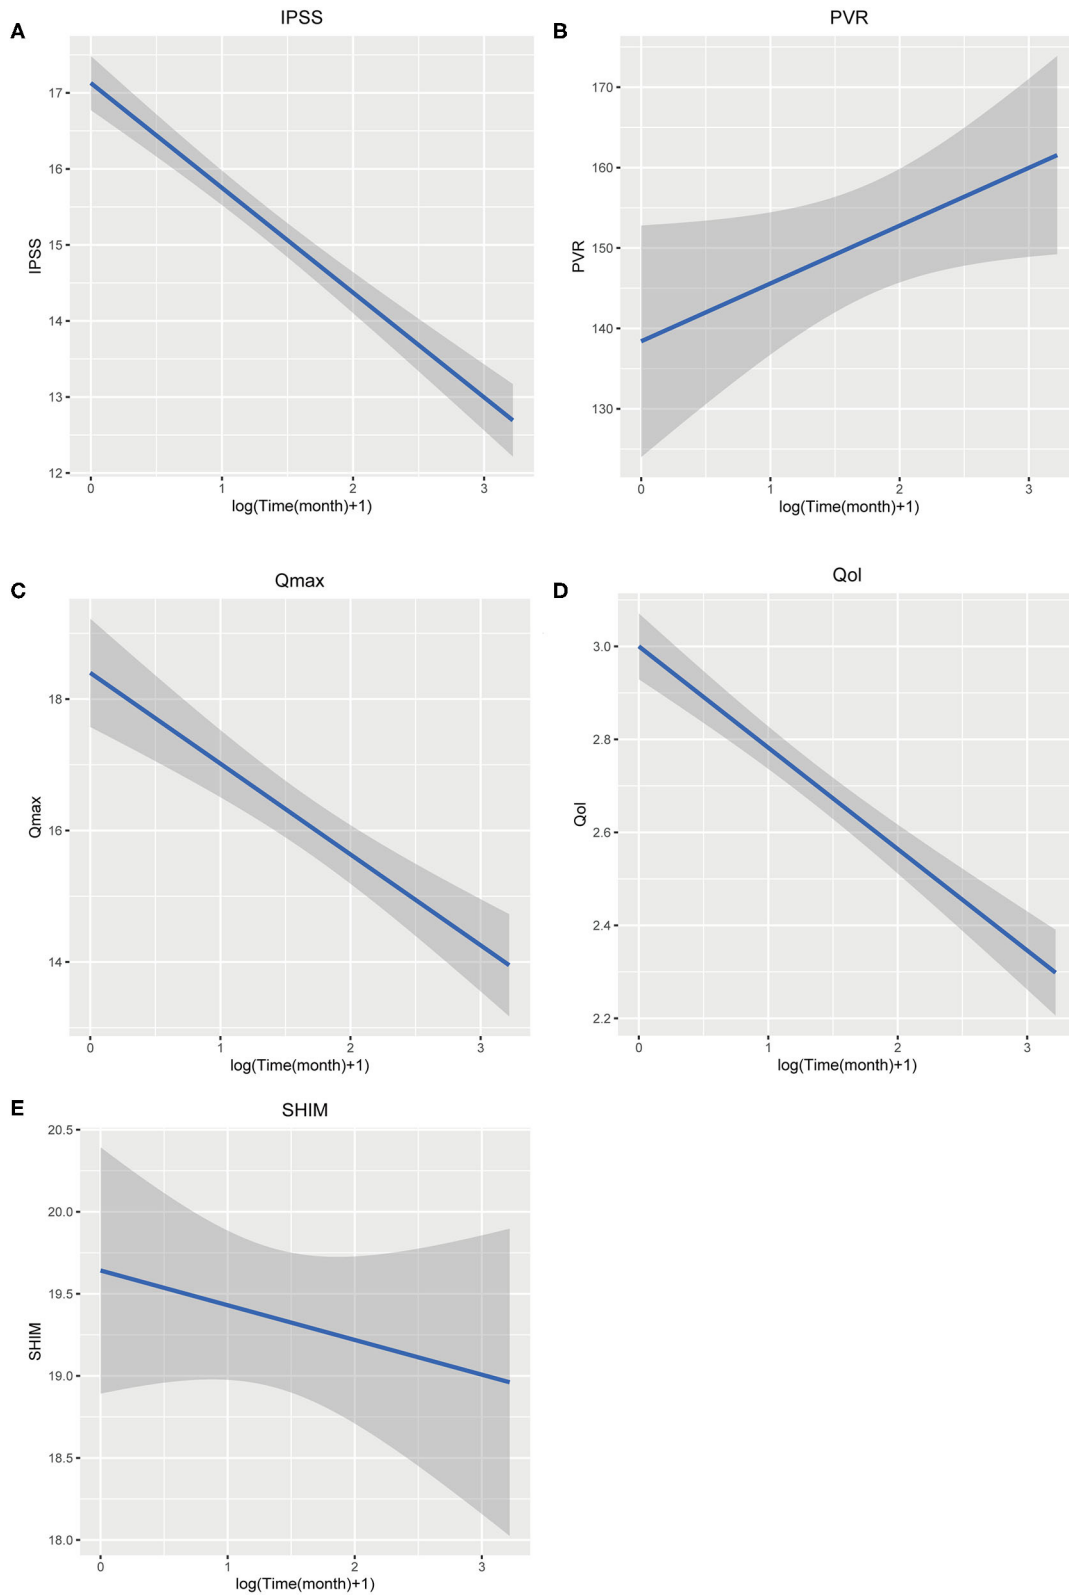 A
IPSS
IPSS
17
16
15
14
13
12
0 1 2 3
log(Time(month)+1)
B
PVR
PVR
170
160
150
140
130
0 1 2 3
log(Time(month)+1)
C
Qmax
Qmax
18
16
14
0 1 2 3
log(Time(month)+1)
D
Qol
Qol
3.0
2.8
2.6
2.4
2.2
0 1 2 3
log(Time(month)+1)
E
SHIM
SHIM
20.5
20.0
19.5
19.0
18.5
18.0
0 1 2 3
log(Time(month)+1)